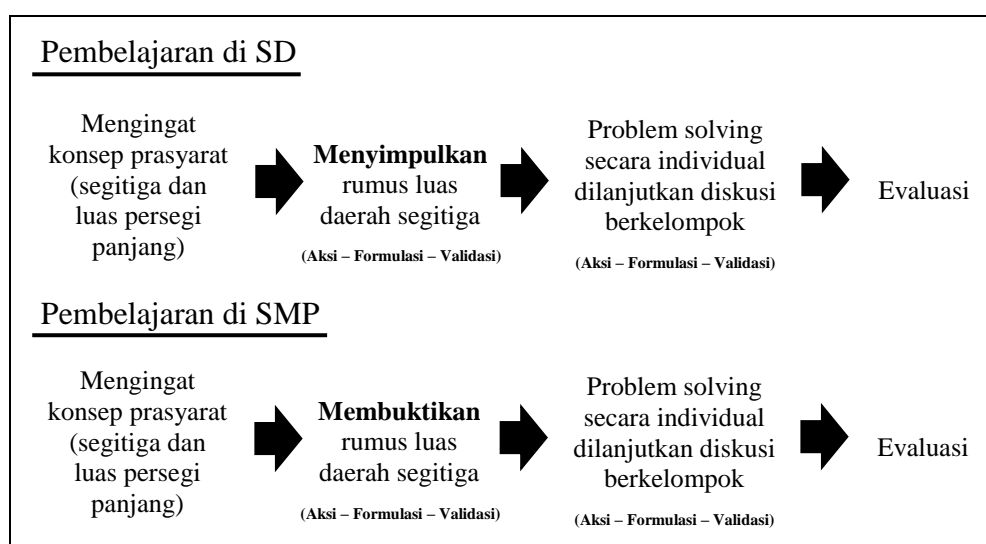 Pembelajaran di SD
Mengingat
konsep prasyarat
(segitiga dan
luas persegi
panjang)
Menyimpulkan
rumus luas
daerah segitiga
(Aksi – Formulasi – Validasi)
Problem solving
secara individual
dilanjutkan diskusi
berkelompok
(Aksi – Formulasi – Validasi)
Evaluasi
Pembelajaran di SMP
Mengingat
konsep prasyarat
(segitiga dan
luas persegi
panjang)
Membuktikan
rumus luas
daerah segitiga
(Aksi – Formulasi – Validasi)
Problem solving
secara individual
dilanjutkan diskusi
berkelompok
(Aksi – Formulasi – Validasi)
Evaluasi